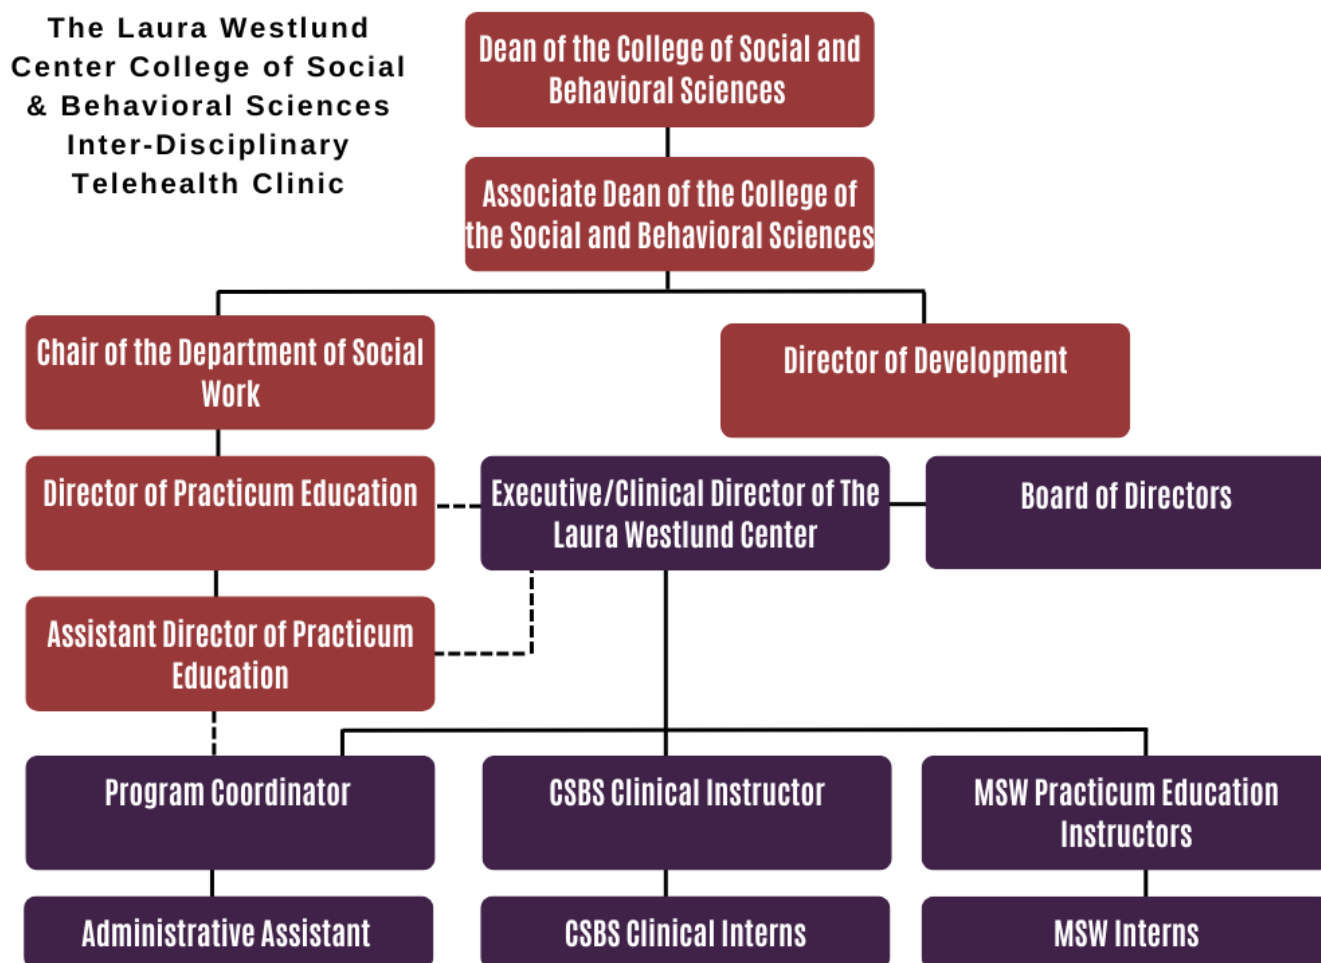 The Laura Westlund
Center College of Social
& Behavioral Sciences
Inter-Disciplinary
Telehealth Clinic
Dean of the College of Social and
Behavioral Sciences
Associate Dean of the College of
the Social and Behavioral Sciences
Chair of the Department of Social
Work
Director of Development
Director of Practicum Education
Executive/Clinical Director of The
Laura Westlund Center
Board of Directors
Assistant Director of Practicum
Education
Program Coordinator
CSBS Clinical Instructor
MSW Practicum Education
Instructors
Administrative Assistant
CSBS Clinical Interns
MSW Interns